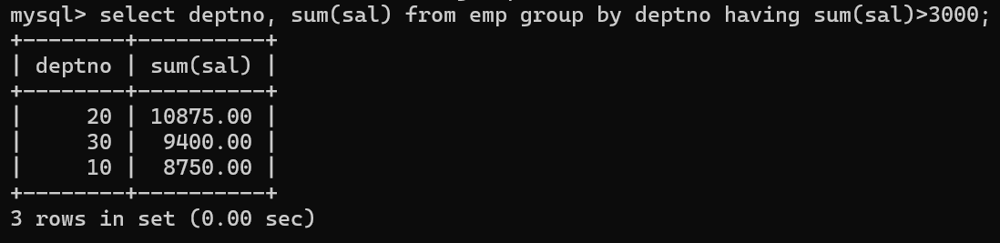 mysql> select deptno, sum(sal) from emp group by deptno having sum(sal)>3000;
+--------+----------+
| deptno | sum(sal) |
+--------+----------+
|     20 | 10875.00 |
|     30 |  9400.00 |
|     10 |  8750.00 |
+--------+----------+
3 rows in set (0.00 sec)